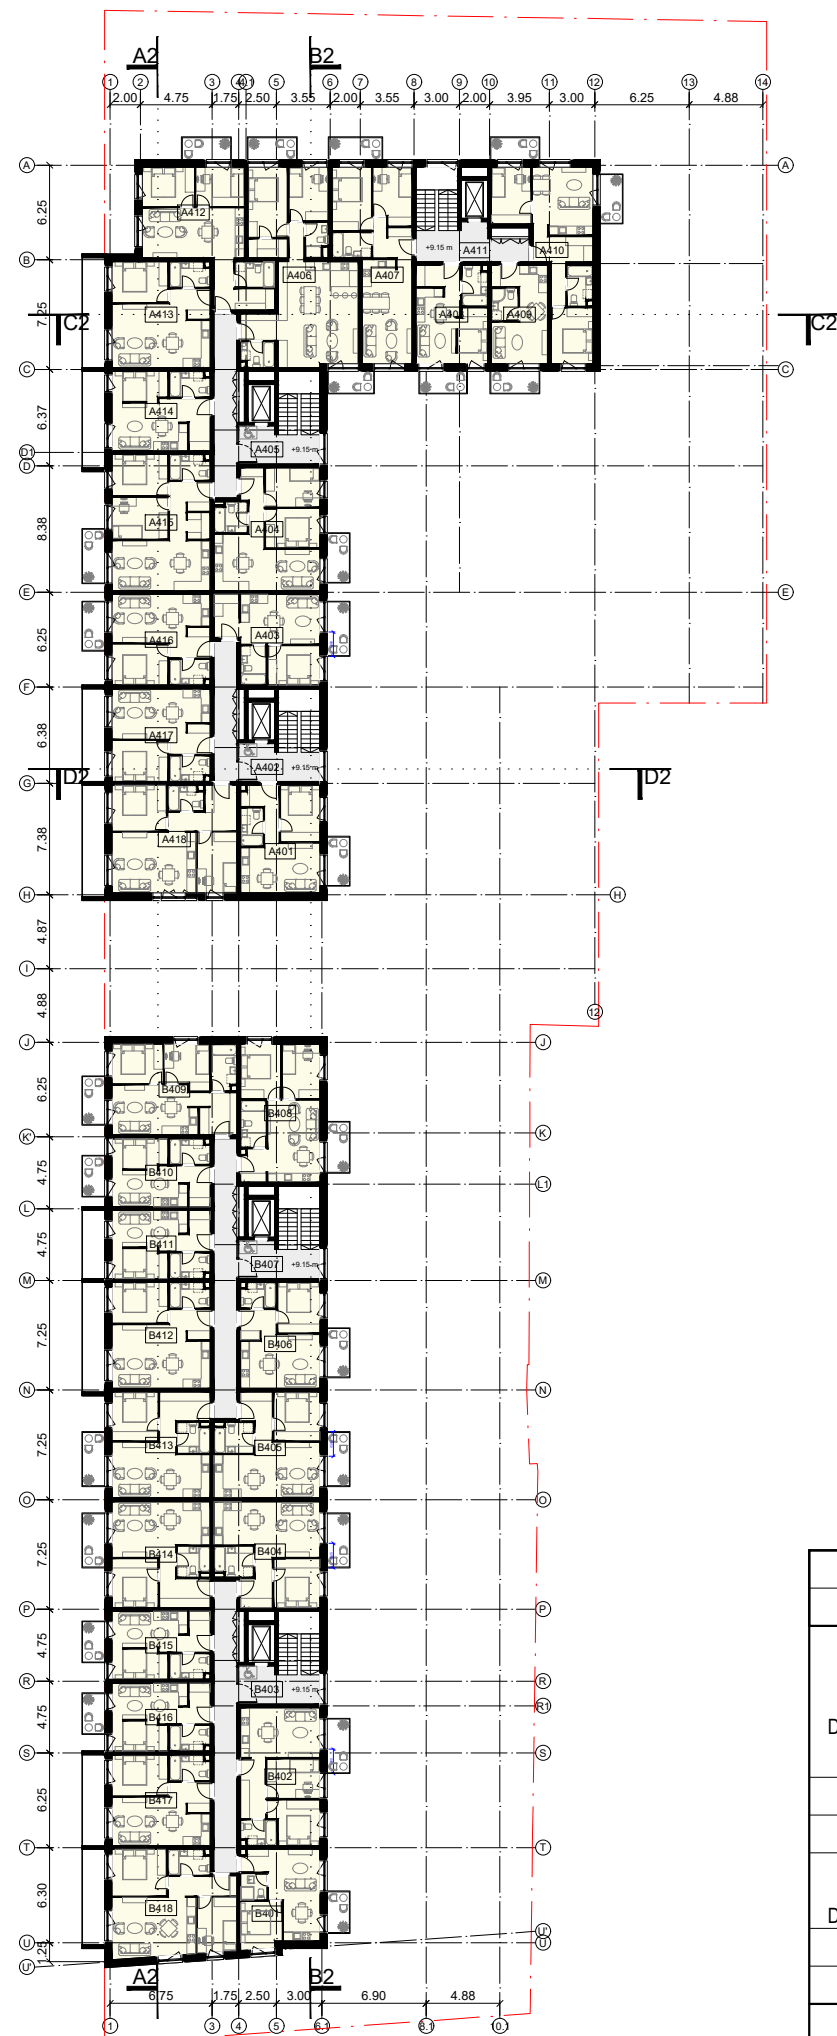 A2 B2
1 2 3 4 4.1 5 6 7 8 9 10 11 12 13 14
2.00 4.75 1.75 2.50 3.55 2.00 3.55 3.00 2.00 3.95 3.00 6.25 4.88
A A
6.25
A412
+9.15 m A411 A410
B
A406 A407
7.25
C2 A413 A409 C2
C C
6.37
A414
D1 A405 +9.15 m
D
A415 A404
8.38
E E
6.25
A416 A403
F
6.38
A417
A402 +9.15 m
D2 D2
G
7.38
A418 A401
H H
4.87
I
4.88
12
J J
6.25
B409
B408
K' K
4.75
B410
L1
L
4.75
B411
B407 +9.15 m
M M
7.25
B412 B406
N N
7.25
B413 B405
O O
7.25
B414 B404
P P
4.75
B415
R B403 +9.15 m R
R1
4.75
B416
S S
6.25
B402
B417
T T
6.30
B418 B401
U'
U U
1.25
U'
A2 B2
6.75 1.75 2.50 3.00 6.90 4.88
1 3 4 5 6.1 8.1 10.1
D
D